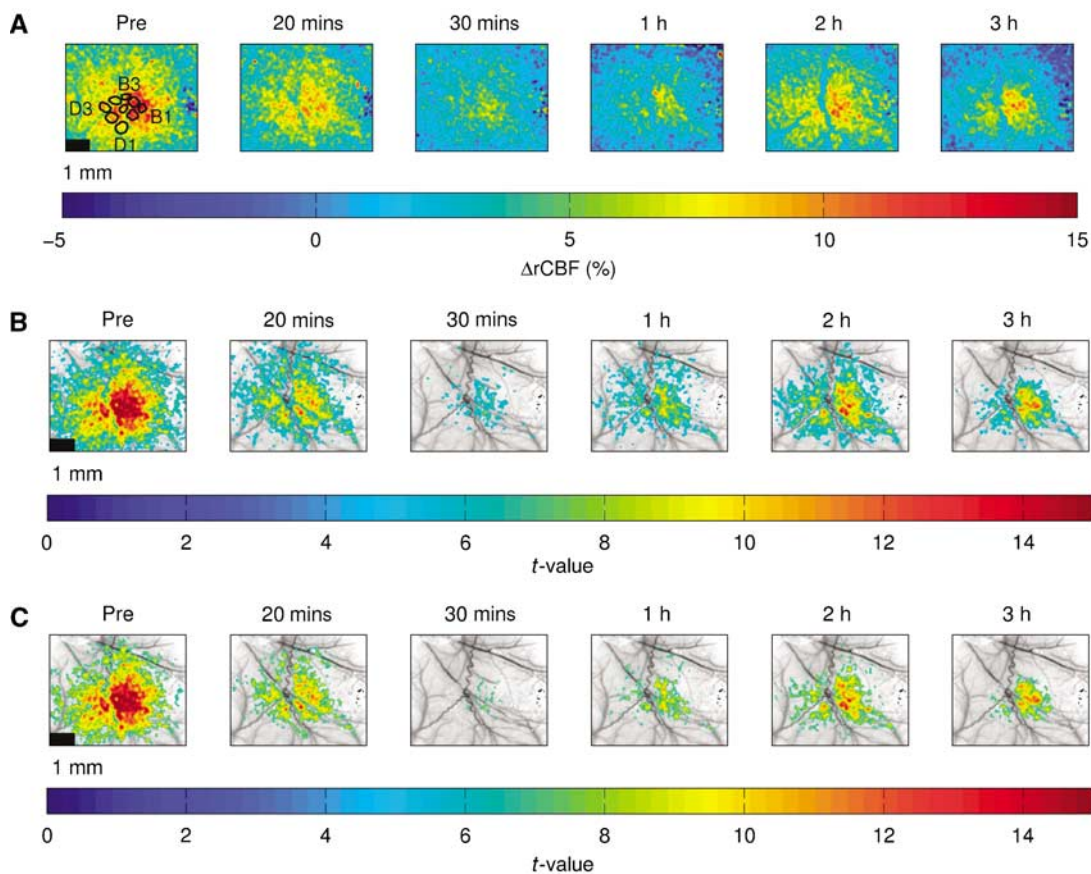 A
Pre 20 mins 30 mins 1 h 2 h 3 h
B3
D3 B1
D1
1 mm
−5 0 5 10 15
ΔrCBF (%)
B
Pre 20 mins 30 mins 1 h 2 h 3 h
1 mm
0 2 4 6 8 10 12 14
t-value
C
Pre 20 mins 30 mins 1 h 2 h 3 h
1 mm
0 2 4 6 8 10 12 14
t-value